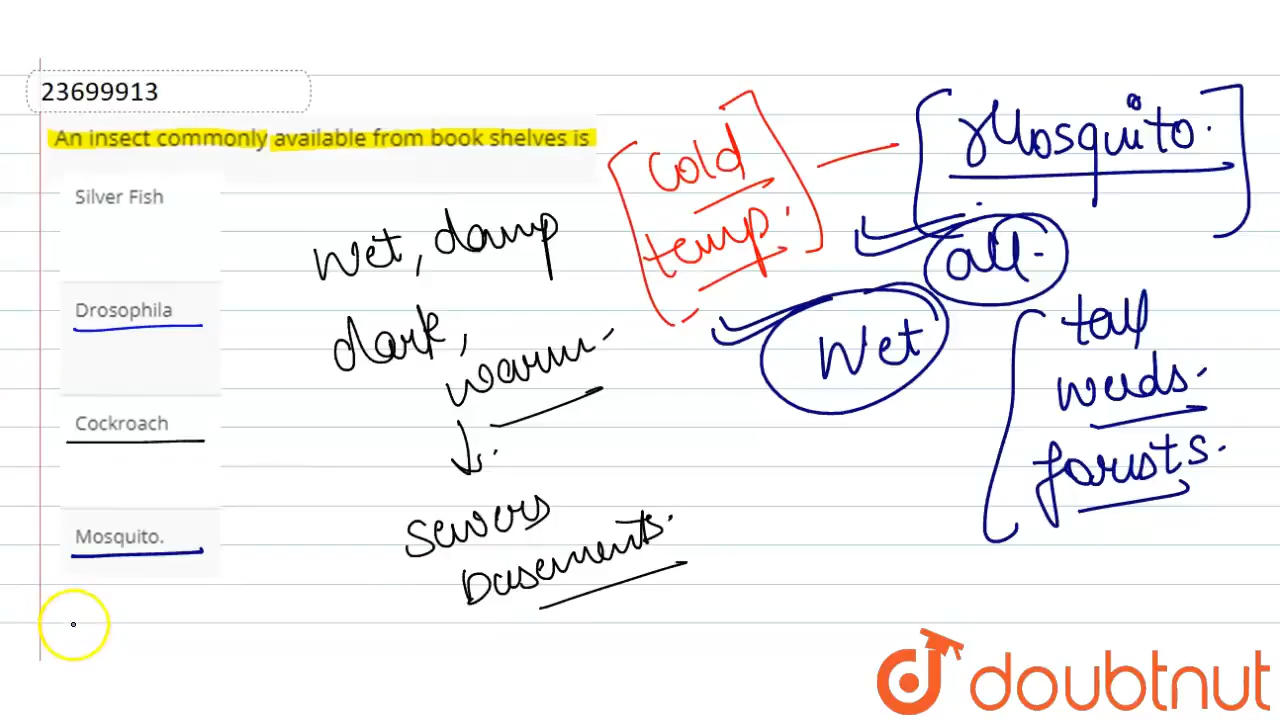 23699913
An insect commonly available from book shelves is
Silver Fish
Drosophila
Cockroach
Mosquito.
Wet, damp
dark,
warm.
sewers
basements.
Cold
temp.
Mosquito.
all.
Wet
tall
weeds.
forists.
doubtnut